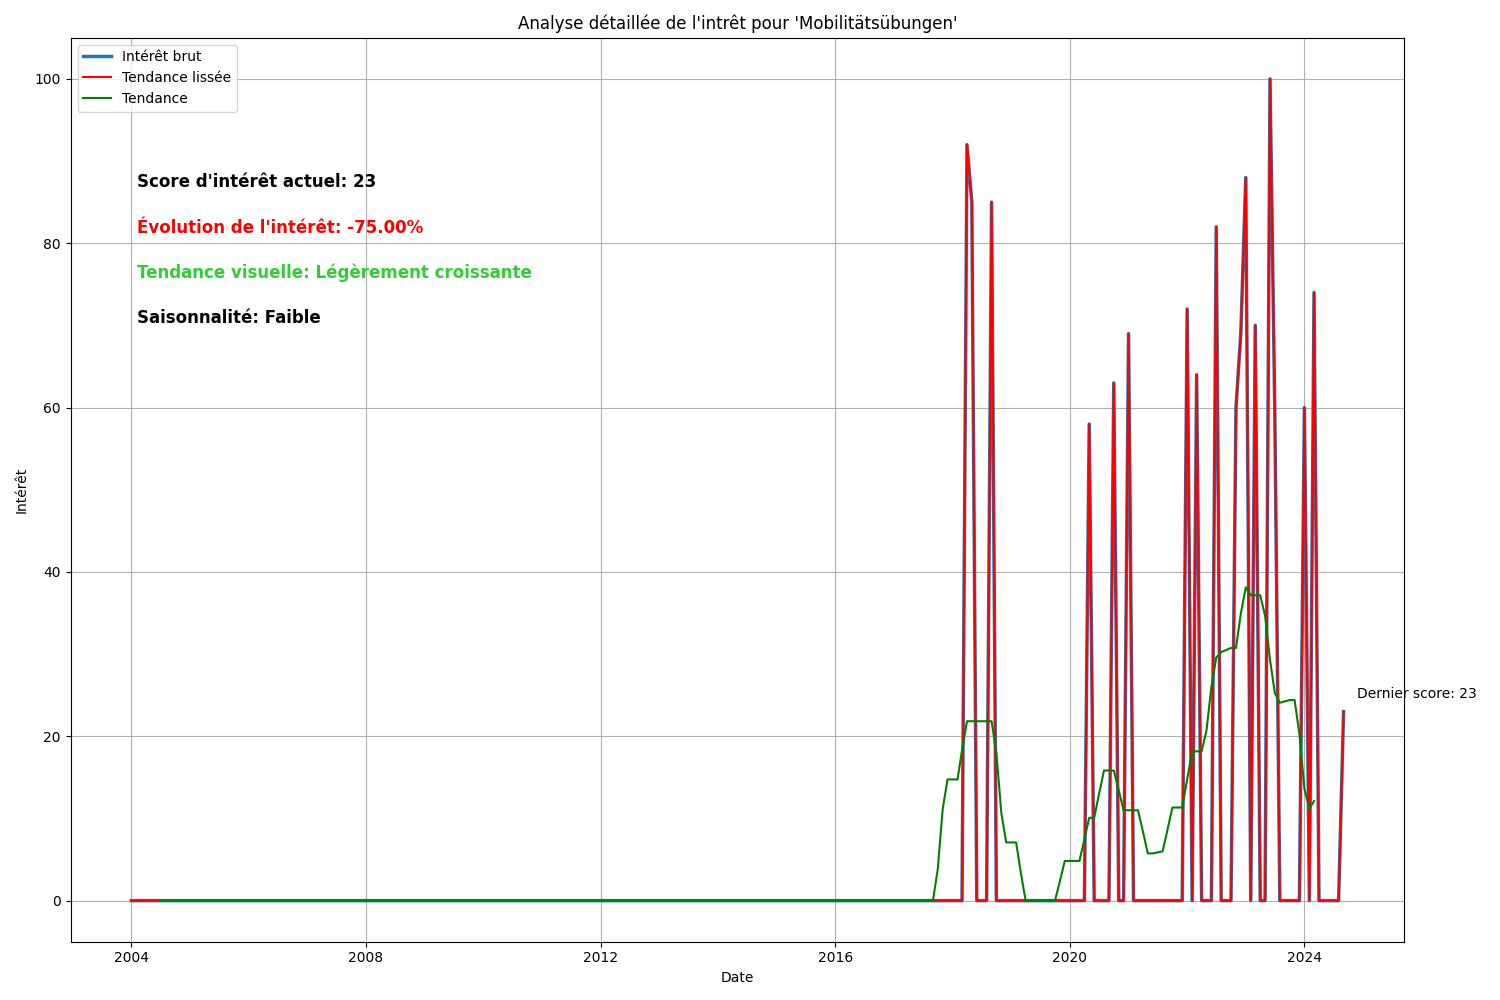 Analyse détaillée de l'intrêt pour 'Mobilitätsübungen'
Intérêt brut
Tendance lissée
Tendance
100
80
60
40
20
0
Intérêt
Score d'intérêt actuel: 23
Évolution de l'intérêt: -75.00%
Tendance visuelle: Légèrement croissante
Saisonnalité: Faible
Dernier score: 23
2004
2008
2012
2016
2020
2024
Date